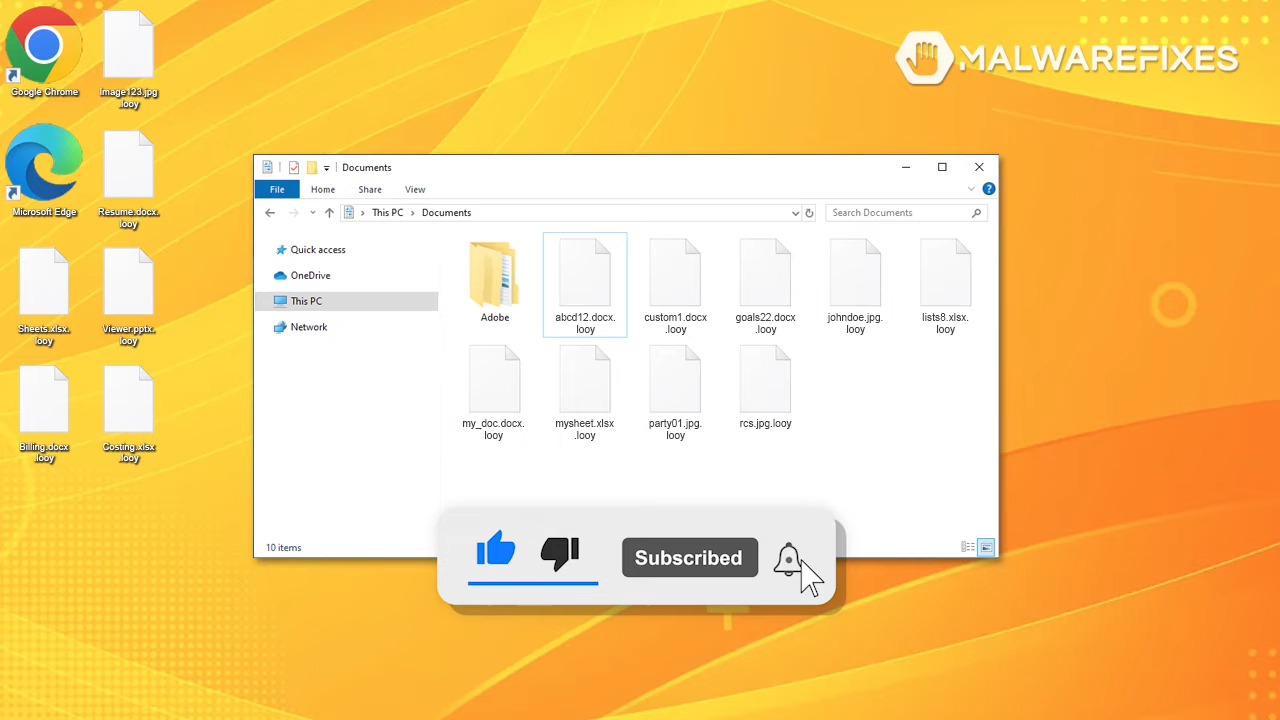 Google Chrome
Image123.jpg
.looy
MALWAREFIXES
Microsoft Edge
Resume.docx.
looy
Sheets.xlsx.
looy
Viewer.pptx.
looy
Billing.docx
.looy
Costing.xlsx
.looy
Documents
File Home Share View
This PC > Documents
Search Documents
Quick access
OneDrive
This PC
Network
Adobe
abcd12.docx.
looy
custom1.docx
.looy
goals22.docx
.looy
johndoe.jpg.
looy
lists8.xlsx.
looy
my_doc.docx.
looy
mysheet.xlsx
.looy
party01.jpg.
looy
rcs.jpg.looy
10 items
Subscribed